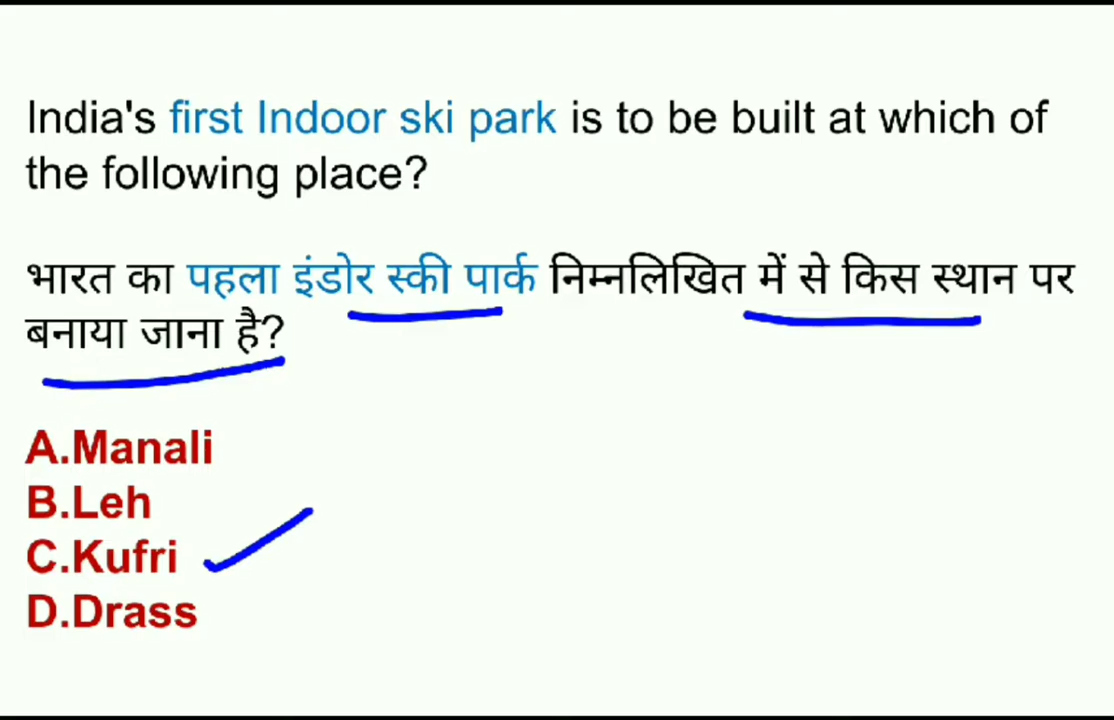 India's first Indoor ski park is to be built at which of
the following place?
भारत का पहला इंडोर स्की पार्क निम्नलिखित में से किस स्थान पर
बनाया जाना है?
A.Manali
B.Leh
C.Kufri
D.Drass